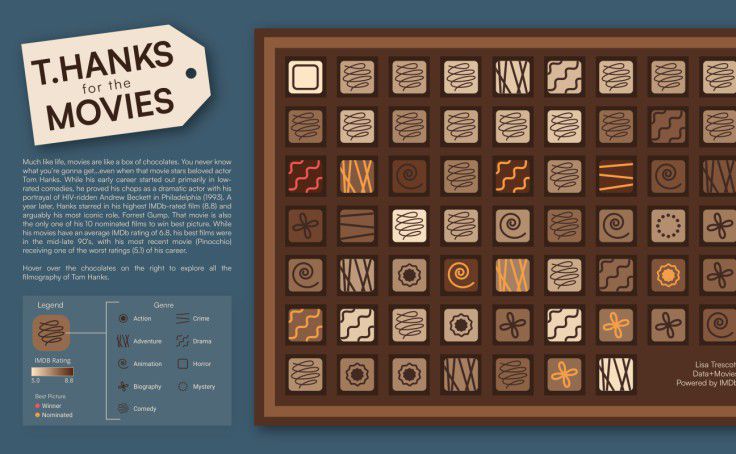 T.HANKS
for the
MOVIES
Much like life, movies are like a box of chocolates. You never know
what you're gonna get...even when that movie stars beloved actor
Tom Hanks. While his early career started out primarily in low-
rated comedies, he proved his chops as a dramatic actor with his
portrayal of HIV-ridden Andrew Beckett in Philadelphia (1993). A
year later, Hanks starred in his highest IMDb-rated film (8.8) and
arguably his most iconic role, Forrest Gump. That movie is also
the only one of his 10 nominated films to win best picture. While
his movies have an average IMDb rating of 6.8, his best films were
in the mid-late 90's, with his most recent movie (Pinocchio)
receiving one of the worst ratings (5.1) of his career.
Hover over the chocolates on the right to explore all the
filmography of Tom Hanks.
Legend
IMDB Rating
5.0 8.8
Best Picture
Winner
Nominated
Genre
Action
Crime
Adventure
Drama
Animation
Horror
Biography
Mystery
Comedy
Lisa Trescot
Data+Movies
Powered by IMDb